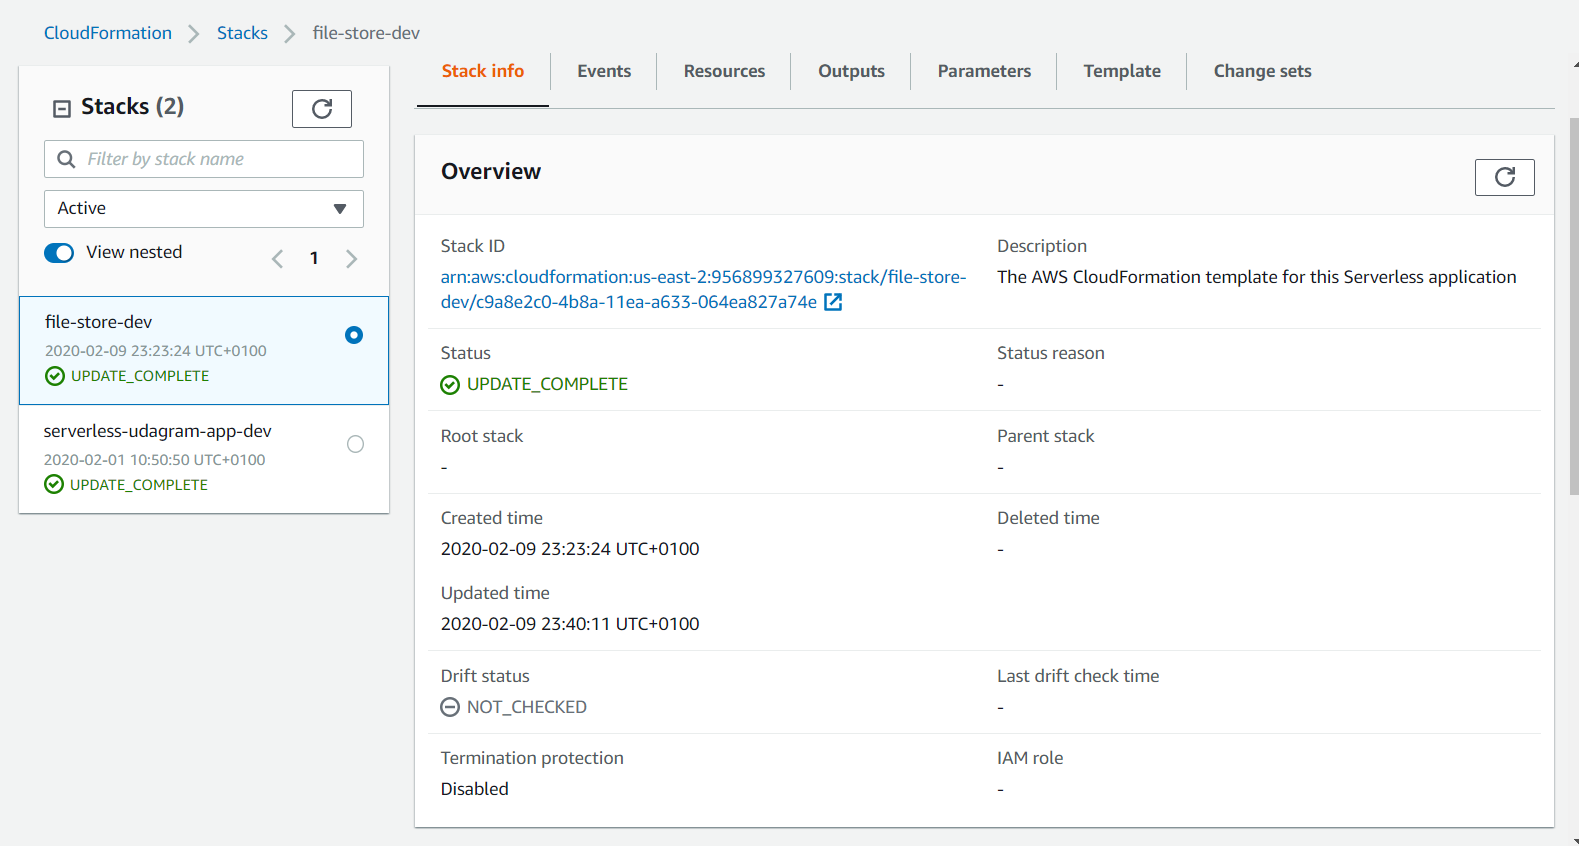 CloudFormation Stacks file-store-dev
Stacks (2)
Filter by stack name
Active
View nested 1
file-store-dev
2020-02-09 23:23:24 UTC+0100
UPDATE_COMPLETE
serverless-udagram-app-dev
2020-02-01 10:50:50 UTC+0100
UPDATE_COMPLETE
Stack info Events Resources Outputs Parameters Template Change sets
Overview
Stack ID
arn:aws:cloudformation:us-east-2:956899327609:stack/file-store-
dev/c9a8e2c0-4b8a-11ea-a633-064ea827a74e
Description
The AWS CloudFormation template for this Serverless application
Status
UPDATE_COMPLETE
Status reason
-
Root stack
-
Parent stack
-
Created time
2020-02-09 23:23:24 UTC+0100
Deleted time
-
Updated time
2020-02-09 23:40:11 UTC+0100
Drift status
NOT_CHECKED
Last drift check time
-
Termination protection
Disabled
IAM role
-